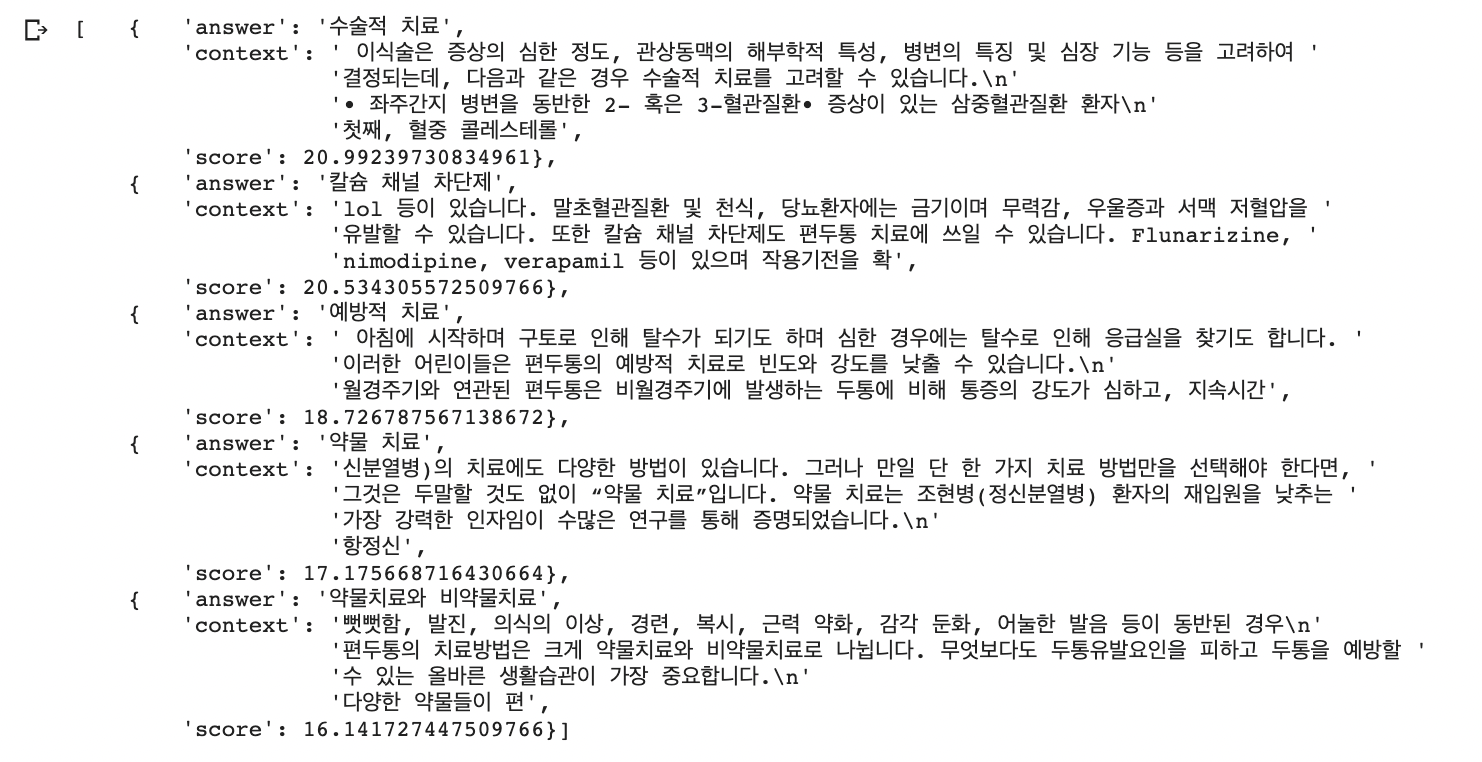 [ { 'answer': '수술적 치료',
'context': ' 이식술은 증상의 심한 정도, 관상동맥의 해부학적 특성, 병변의 특징 및 심장 기능 등을 고려하여 '
'결정되는데, 다음과 같은 경우 수술적 치료를 고려할 수 있습니다.\n'
'• 좌주간지 병변을 동반한 2- 혹은 3-혈관질환• 증상이 있는 삼중혈관질환 환자\n'
'첫째, 혈중 콜레스테롤',
'score': 20.99239730834961},
{ 'answer': '칼슘 채널 차단제',
'context': 'lol 등이 있습니다. 말초혈관질환 및 천식, 당뇨환자에는 금기이며 무력감, 우울증과 서맥 저혈압을 '
'유발할 수 있습니다. 또한 칼슘 채널 차단제도 편두통 치료에 쓰일 수 있습니다. Flunarizine, '
'nimodipine, verapamil 등이 있으며 작용기전을 확',
'score': 20.534305572509766},
{ 'answer': '예방적 치료',
'context': ' 아침에 시작하며 구토로 인해 탈수가 되기도 하며 심한 경우에는 탈수로 인해 응급실을 찾기도 합니다. '
'이러한 어린이들은 편두통의 예방적 치료로 빈도와 강도를 낮출 수 있습니다.\n'
'월경주기와 연관된 편두통은 비월경주기에 발생하는 두통에 비해 통증의 강도가 심하고, 지속시간',
'score': 18.726787567138672},
{ 'answer': '약물 치료',
'context': '신분열병)의 치료에도 다양한 방법이 있습니다. 그러나 만일 단 한 가지 치료 방법만을 선택해야 한다면, '
'그것은 두말할 것도 없이 “약물 치료”입니다. 약물 치료는 조현병(정신분열병) 환자의 재입원을 낮추는 '
'가장 강력한 인자임이 수많은 연구를 통해 증명되었습니다.\n'
'항정신',
'score': 17.175668716430664},
{ 'answer': '약물치료와 비약물치료',
'context': '뻣뻣함, 발진, 의식의 이상, 경련, 복시, 근력 약화, 감각 둔화, 어눌한 발음 등이 동반된 경우\n'
'편두통의 치료방법은 크게 약물치료와 비약물치료로 나뉩니다. 무엇보다도 두통유발요인을 피하고 두통을 예방할 '
'수 있는 올바른 생활습관이 가장 중요합니다.\n'
'다양한 약물들이 편',
'score': 16.141727447509766}]